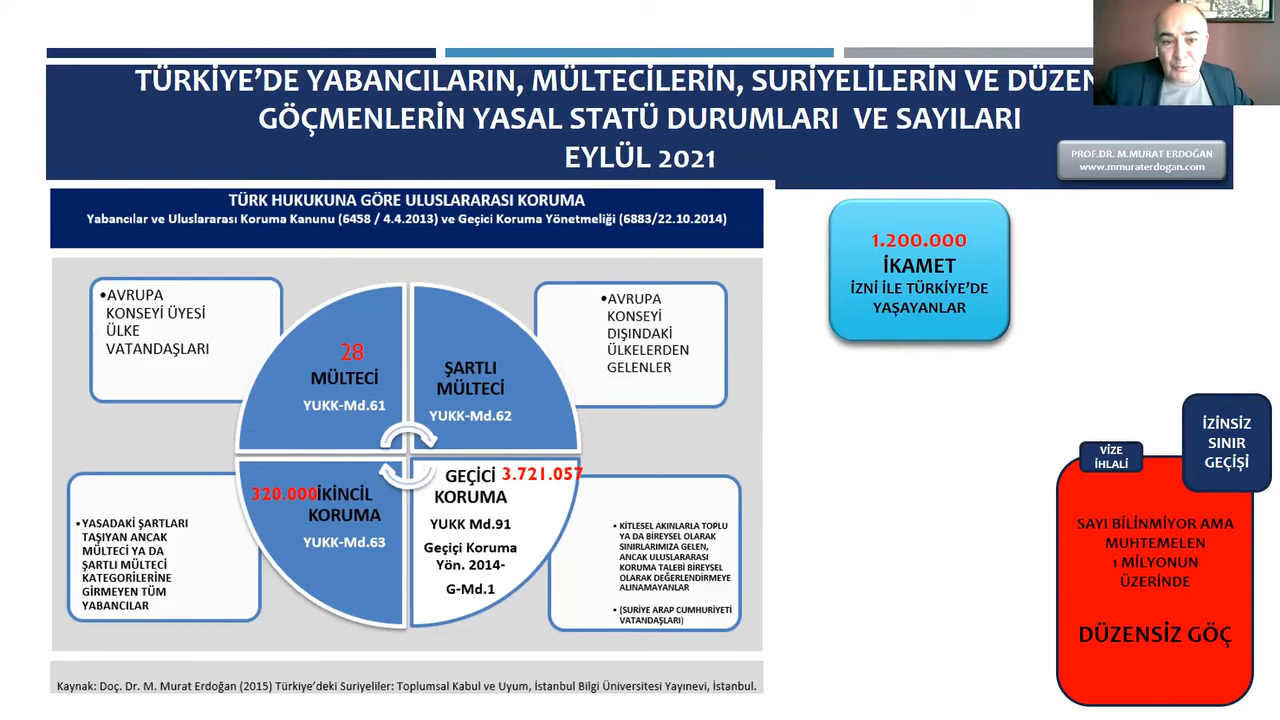 TÜRKİYE'DE YABANCILARIN, MÜLTECİLERİN, SURİYELİLERİN VE
GÖÇMENLERİN YASAL STATÜ DURUMLARI VE SAYILARI
EYLÜL 2021
PROF.DR. M.MURAT ERDOĞAN
www.mmuraterdogan.com
TÜRK HUKUKUNA GÖRE ULUSLARARASI KORUMA
Yabancılar ve Uluslararası Koruma Kanunu (6458 / 4.4.2013) ve Geçici Koruma Yönetmeliği (6883/22.10.2014)
•AVRUPA
KONSEYİ ÜYESİ
ÜLKE
VATANDAŞLARI
28
MÜLTECİ
YUKK-Md.61
ŞARTLI
MÜLTECİ
YUKK-Md.62
•AVRUPA
KONSEYİ
DIŞINDAKİ
ÜLKELERDEN
GELENLER
•YASADAKİ ŞARTLARI
TAŞIYAN ANCAK
MÜLTECİ YA DA
ŞARTLI MÜLTECİ
KATEGORİLERİNE
GİRMEYEN TÜM
YABANCILAR
320.000 İKİNCİL
KORUMA
YUKK-Md.63
GEÇİCİ 3.721.057
KORUMA
YUKK Md.91
Geçiçi Koruma
Yön. 2014-
G-Md.1
• KİTLESEL AKINLARLA TOPLU
YA DA BİREYSEL OLARAK
SINIRLARIMIZA GELEN,
ANCAK ULUSLARARASI
KORUMA TALEBİ BİREYSEL
OLARAK DEĞERLENDİRMEYE
ALINAMAYANLAR
• (SURİYE ARAP CUMHURİYETİ
VATANDAŞLARI)
Kaynak: Doç. Dr. M. Murat Erdoğan (2015) Türkiye'deki Suriyeliler: Toplumsal Kabul ve Uyum, İstanbul Bilgi Üniversitesi Yayınevi, İstanbul.
1.200.000
İKAMET
İZNİ İLE TÜRKİYE'DE
YAŞAYANLAR
İZİNSİZ
SINIR
GEÇİŞİ
VİZE
İHLALİ
SAYI BİLİNMİYOR AMA
MUHTEMELEN
1 MİLYONUN
ÜZERİNDE
DÜZENSİZ GÖÇ